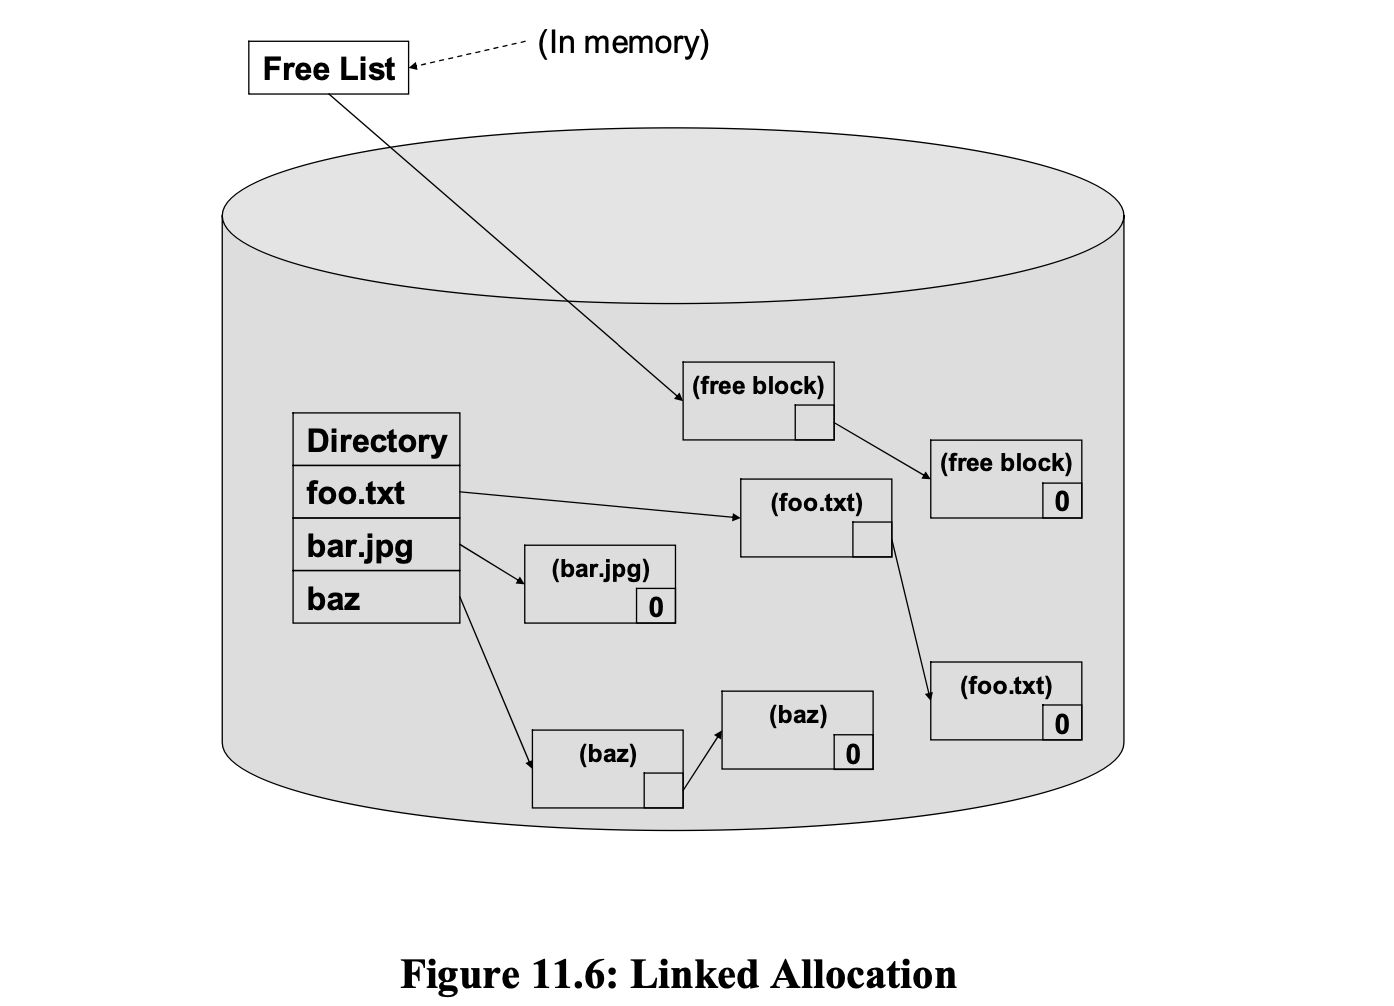 (In memory)
Free List
(free block)
Directory
(free block)
0
foo.txt
(foo.txt)
bar.jpg
(bar.jpg)
0
baz
(foo.txt)
0
(baz)
0
(baz)
Figure 11.6: Linked Allocation